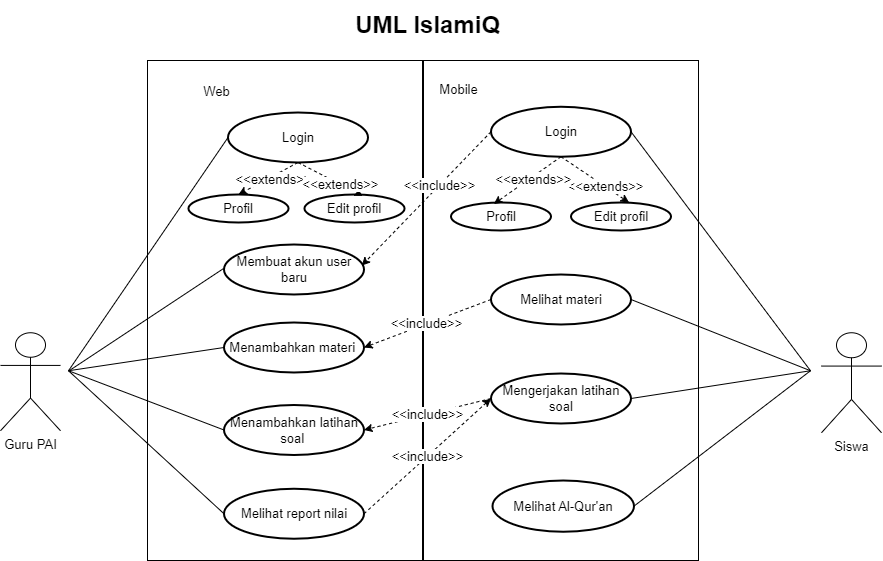 UML IslamiQ
Web
Mobile
Login
Login
<<extends>>
<<extends>>
<<include>>
<<extends>>
<<extends>>
Profil
Edit profil
Profil
Edit profil
Membuat akun user
baru
Melihat materi
<<include>>
Menambahkan materi
Mengerjakan latihan
soal
<<include>>
Menambahkan latihan
soal
Guru PAI
Siswa
<<include>>
Melihat report nilai
Melihat Al-Qur'an